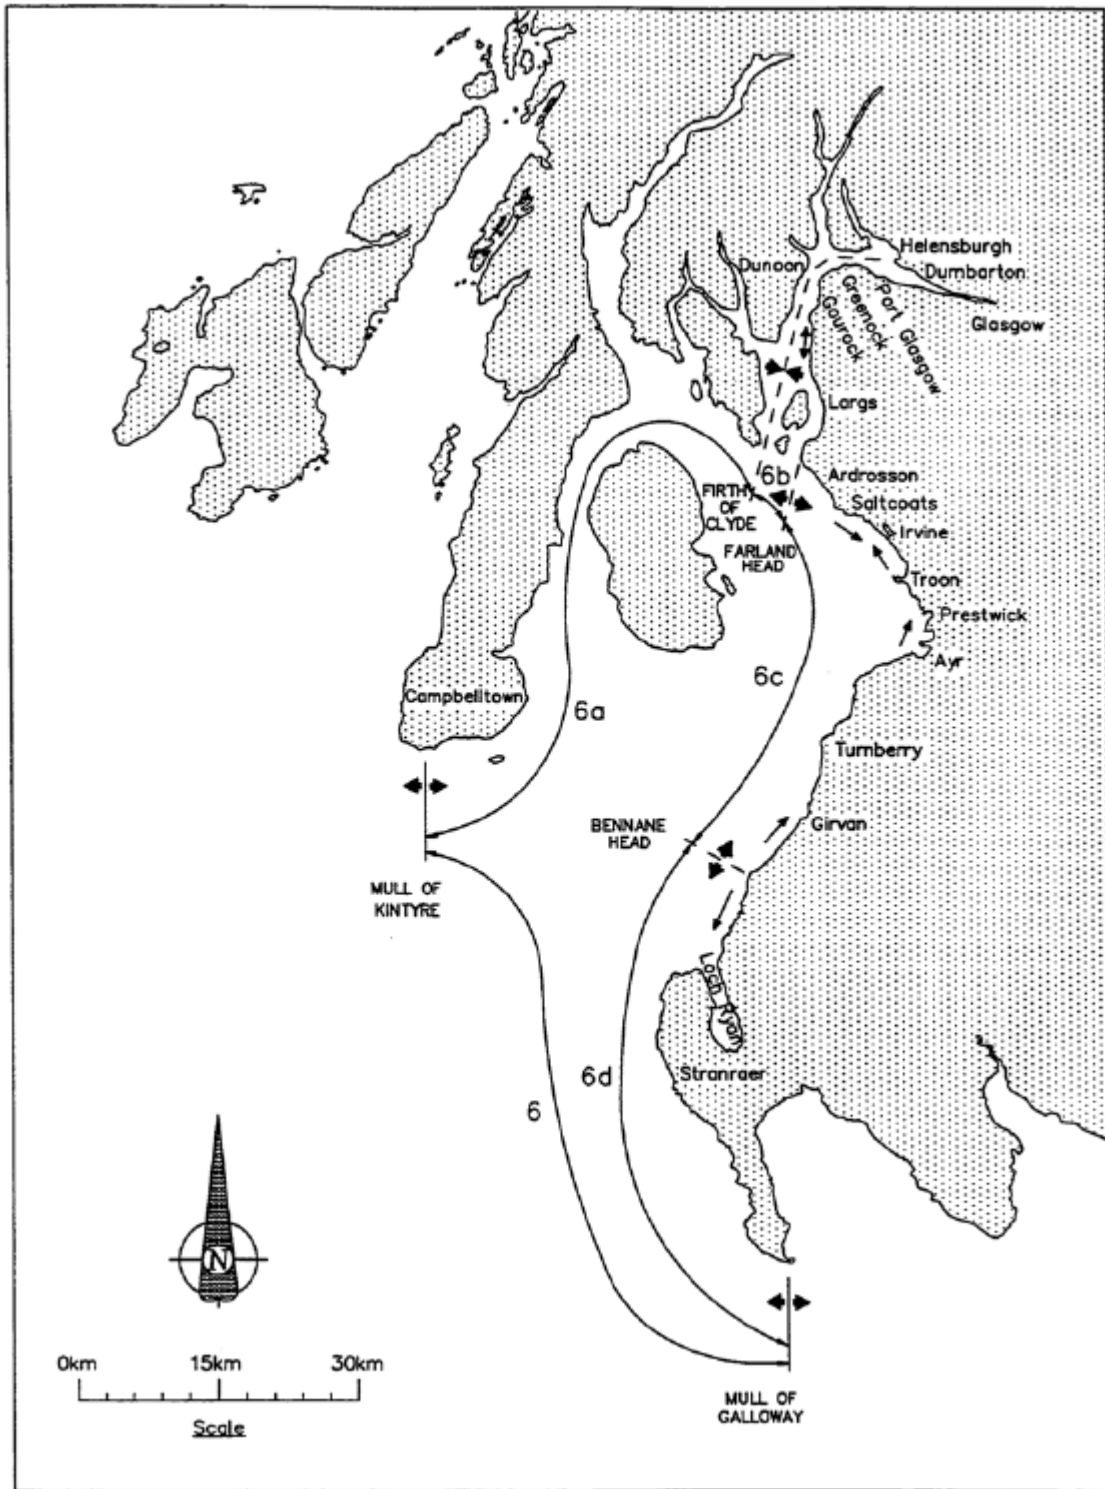 Helensburgh
Dunoon
Dumbarton
Port Glasgow
Greenock
Gourock
Glasgow
Largs
6b
Ardrosson
FIRTHY
OF
CLYDE
Saltcoats
Irvine
FARLAND
HEAD
Troon
Prestwick
Ayr
6c
Campbelltown
6a
Turnberry
BENNANE
HEAD
Girvan
MULL OF
KINTYRE
Loch Ryan
Stranraer
6d
6
N
0km 15km 30km
Scale
MULL OF
GALLOWAY